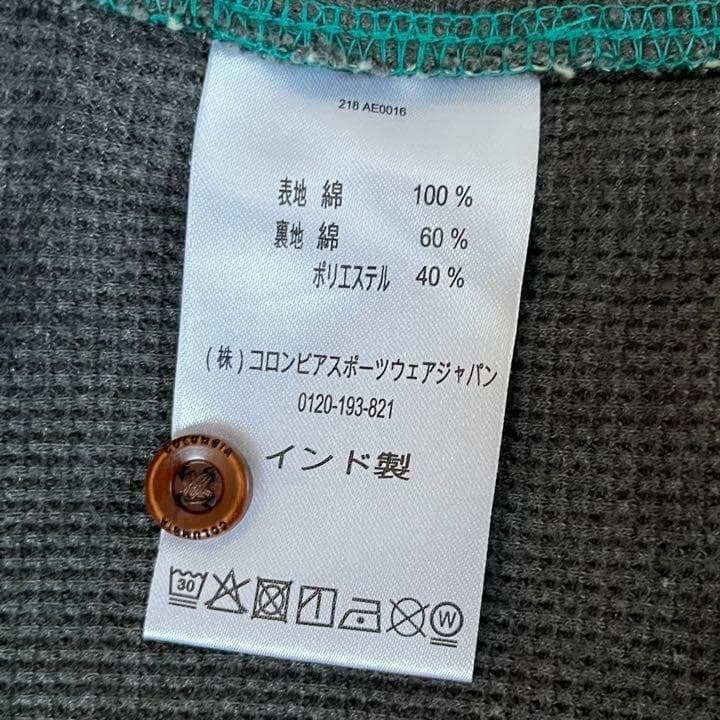 218 AE0016
表地 綿 100 %
裏地 綿 60 %
ポリエステル 40 %
(株)コロンビアスポーツウェアジャパン
0120-193-821
インド製
COLUMBIA
COLUMBIA
30
W